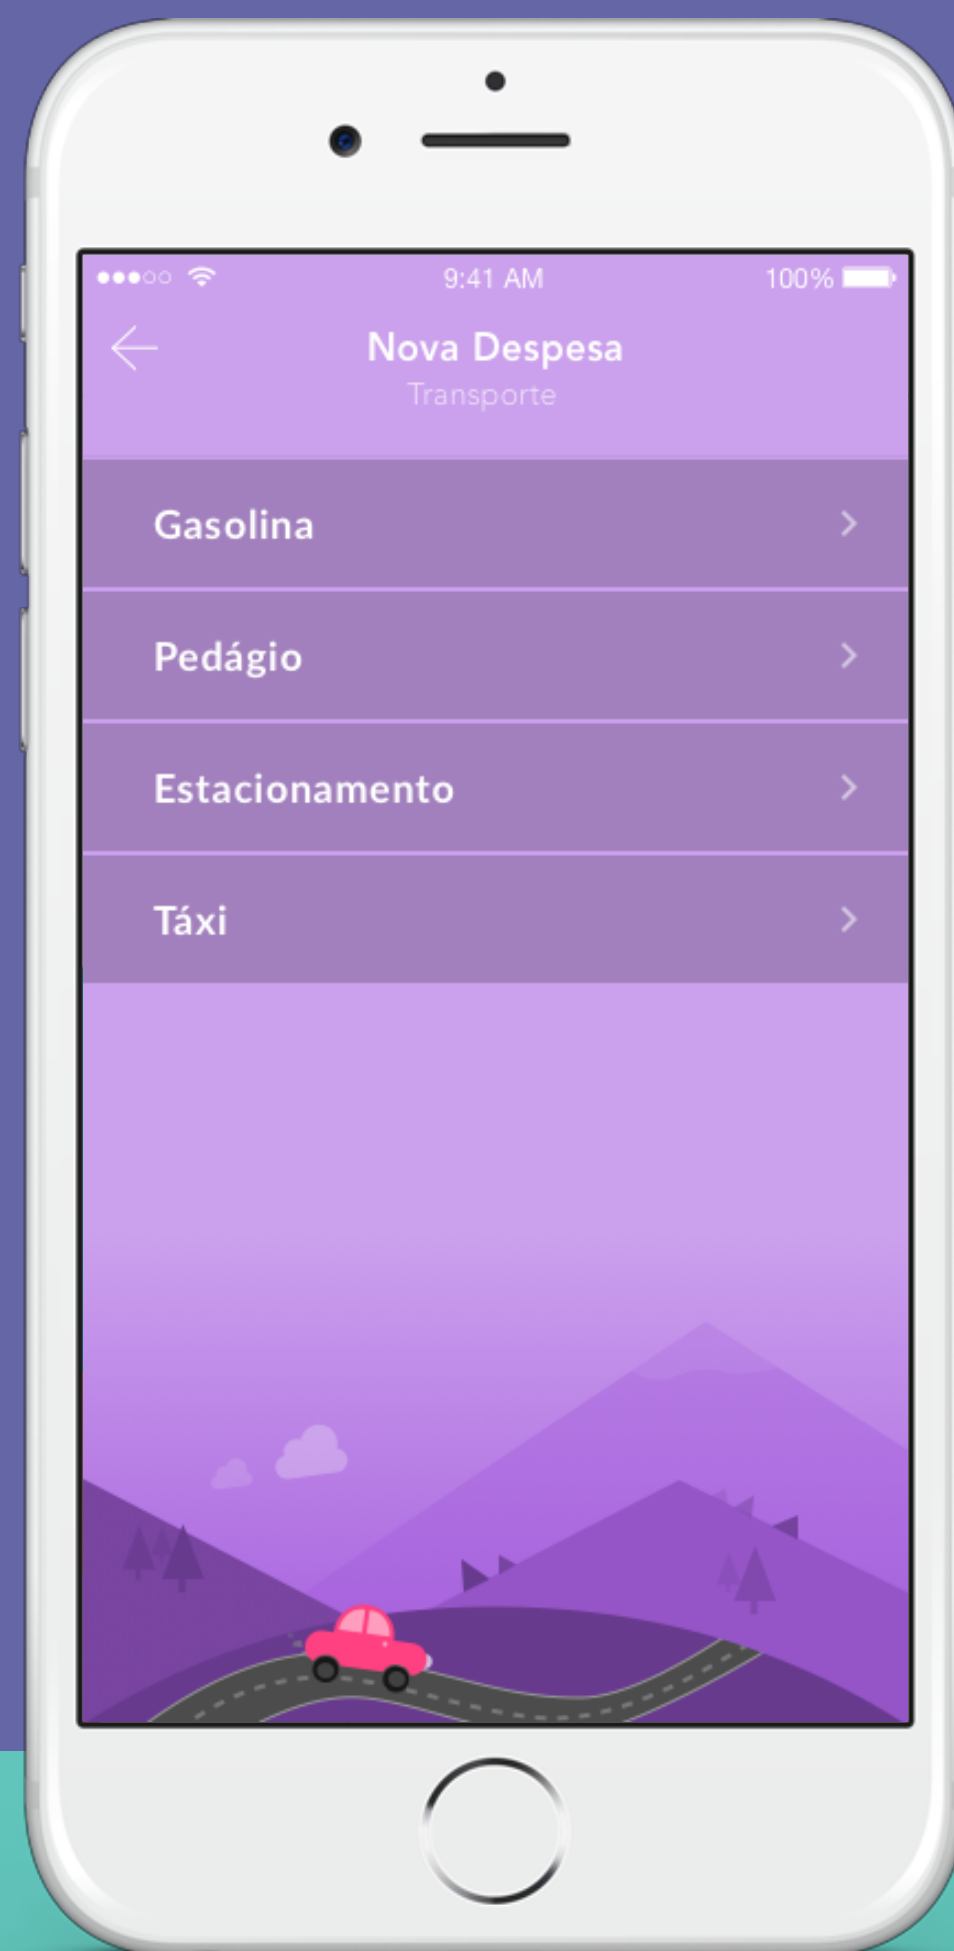 9:41 AM 100%
Nova Despesa
Transporte
Gasolina
Pedágio
Estacionamento
Táxi